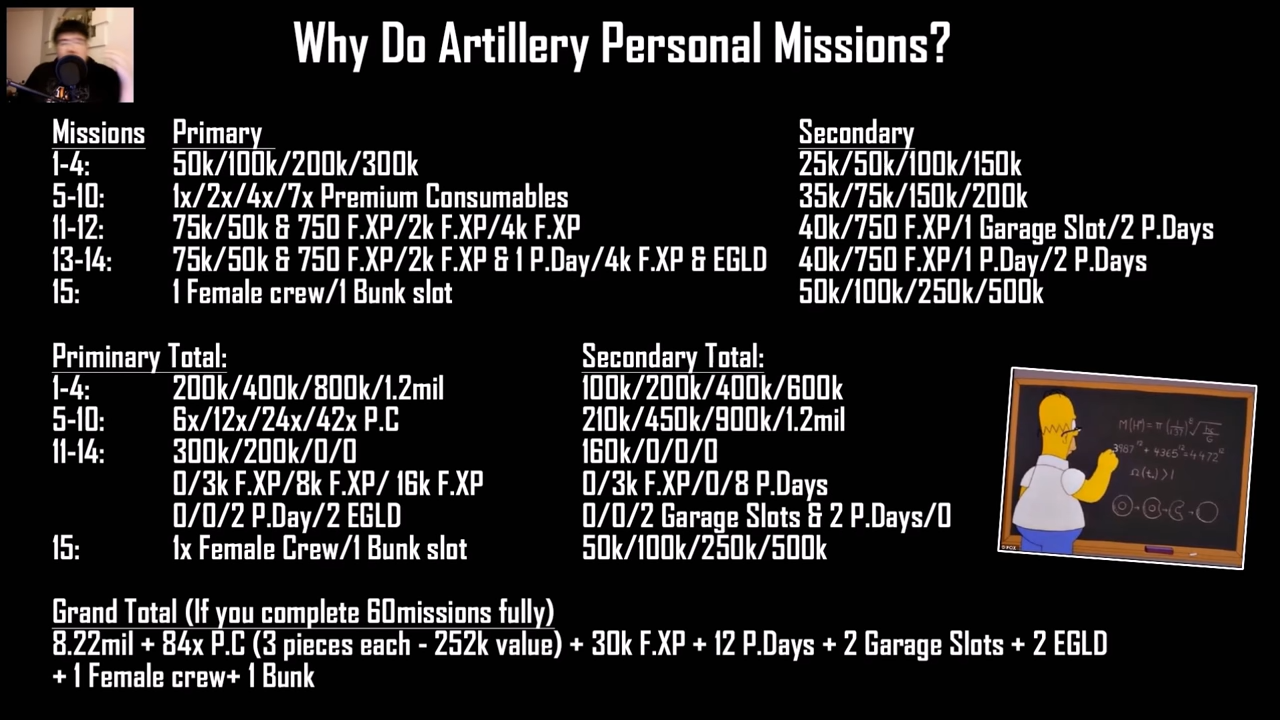 Why Do Artillery Personal Missions?
Missions Primary Secondary
1-4: 50k/100k/200k/300k 25k/50k/100k/150k
5-10: 1x/2x/4x/7x Premium Consumables 35k/75k/150k/200k
11-12: 75k/50k & 750 F.XP/2k F.XP/4k F.XP 40k/750 F.XP/1 Garage Slot/2 P.Days
13-14: 75k/50k & 750 F.XP/2k F.XP & 1 P.Day/4k F.XP & EGLD 40k/750 F.XP/1 P.Day/2 P.Days
15: 1 Female crew/1 Bunk slot 50k/100k/250k/500k
Priminary Total: Secondary Total:
1-4: 200k/400k/800k/1.2mil 100k/200k/400k/600k
5-10: 6x/12x/24x/42x P.C 210k/450k/900k/1.2mil
11-14: 300k/200k/0/0 160k/0/0/0
0/3k F.XP/8k F.XP/ 16k F.XP 0/3k F.XP/0/8 P.Days
0/0/2 P.Day/2 EGLD 0/0/2 Garage Slots & 2 P.Days/0
15: 1x Female Crew/1 Bunk slot 50k/100k/250k/500k
3987¹² + 4365¹² = 4472¹²
Ω(t₀) > 1
Grand Total (If you complete 60missions fully)
8.22mil + 84x P.C (3 pieces each - 252k value) + 30k F.XP + 12 P.Days + 2 Garage Slots + 2 EGLD
+ 1 Female crew+ 1 Bunk